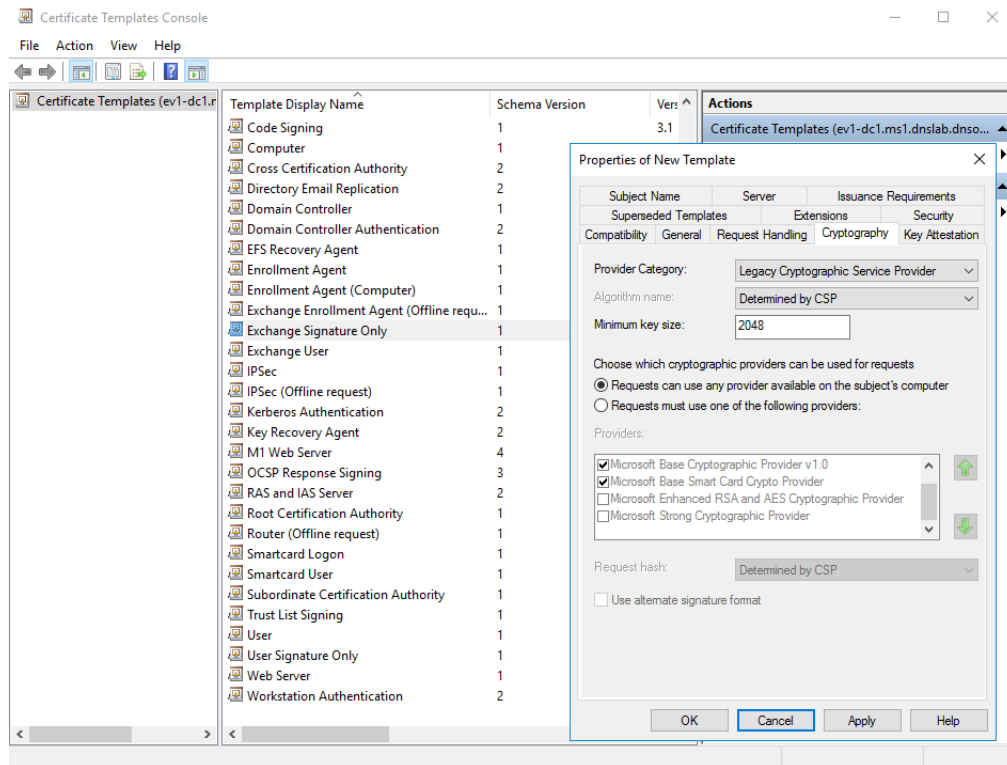 Certificate Templates Console
File Action View Help
Certificate Templates (ev1-dc1.r
Template Display Name Schema Version Vers
Code Signing 1 3.1
Computer 1
Cross Certification Authority 2
Directory Email Replication 2
Domain Controller 1
Domain Controller Authentication 2
EFS Recovery Agent 1
Enrollment Agent 1
Enrollment Agent (Computer) 1
Exchange Enrollment Agent (Offline requ... 1
Exchange Signature Only 1
Exchange User 1
IPSec 1
IPSec (Offline request) 1
Kerberos Authentication 2
Key Recovery Agent 2
M1 Web Server 4
OCSP Response Signing 3
RAS and IAS Server 2
Root Certification Authority 1
Router (Offline request) 1
Smartcard Logon 1
Smartcard User 1
Subordinate Certification Authority 1
Trust List Signing 1
User 1
User Signature Only 1
Web Server 1
Workstation Authentication 2
Actions
Certificate Templates (ev1-dc1.ms1.dnslab.dnso...
Properties of New Template
Subject Name Server Issuance Requirements
Superseded Templates Extensions Security
Compatibility General Request Handling Cryptography Key Attestation
Provider Category: Legacy Cryptographic Service Provider
Algorithm name: Determined by CSP
Minimum key size: 2048
Choose which cryptographic providers can be used for requests
Requests can use any provider available on the subject's computer
Requests must use one of the following providers:
Providers:
Microsoft Base Cryptographic Provider v1.0
Microsoft Base Smart Card Crypto Provider
Microsoft Enhanced RSA and AES Cryptographic Provider
Microsoft Strong Cryptographic Provider
Request hash: Determined by CSP
Use alternate signature format
OK Cancel Apply Help